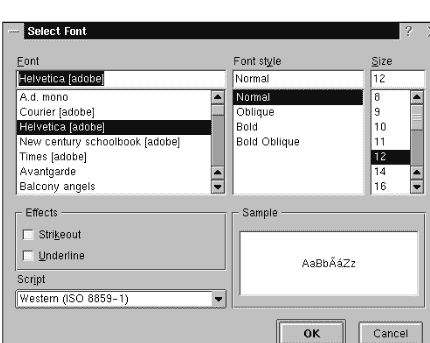 Select Font ?
Font Font style Size
Helvetica [adobe] Normal 12
A.d. mono Normal 8
Courier [adobe] Oblique 9
Helvetica [adobe] Bold 10
New century schoolbook [adobe] Bold Oblique 11
Times [adobe] 12
Avantgarde 14
Balcony angels 16
Effects Sample
Strikeout
Underline AaBbÃáZz
Script
Western (ISO 8859-1)
OK Cancel